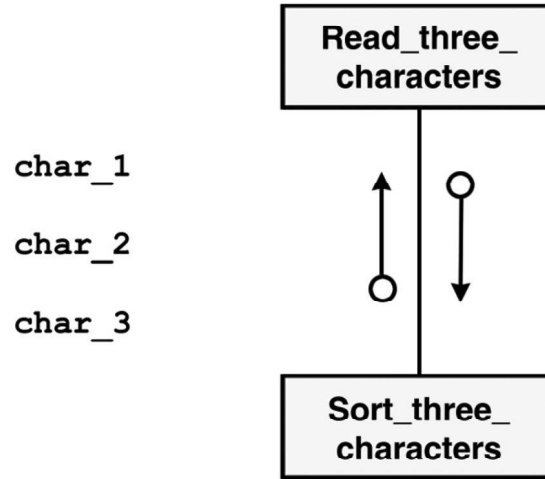 Read_three_
characters
char_1
char_2
char_3
Sort_three_
characters